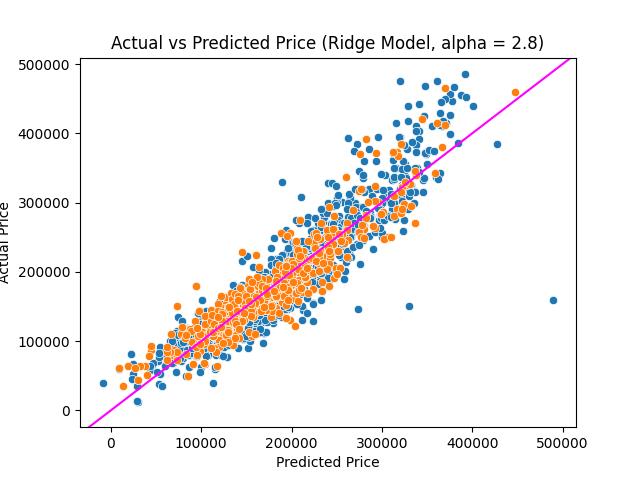 Actual vs Predicted Price (Ridge Model, alpha = 2.8)
500000
400000
300000
200000
100000
0
Actual Price
0 100000 200000 300000 400000 500000
Predicted Price